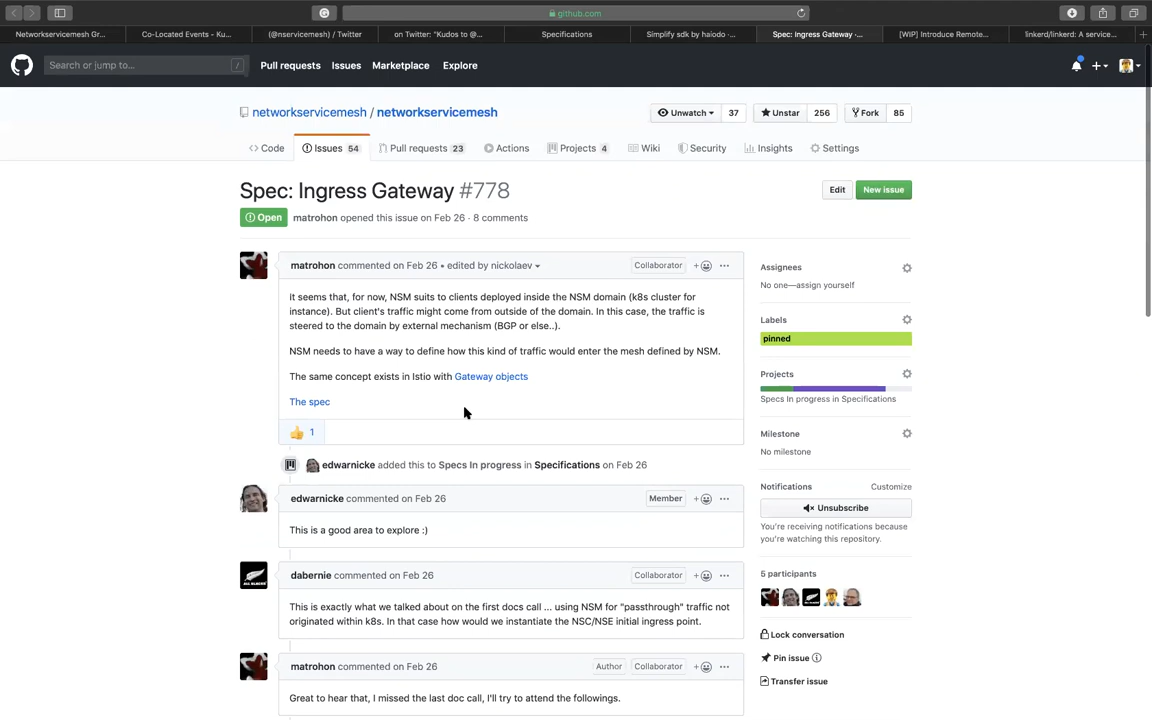 github.com
Networkservicemesh Gr...
Co-Located Events - Ku...
(@nservicemesh) / Twitter
on Twitter: "Kudos to @...
Specifications
Simplify sdk by haiodo ·...
Spec: Ingress Gateway ·...
[WIP] Introduce Remote...
linkerd/linkerd: A service...
Search or jump to...
/
Pull requests
Issues
Marketplace
Explore
networkservicemesh / networkservicemesh
Unwatch
37
Unstar
256
Fork
85
Code
Issues 54
Pull requests 23
Actions
Projects 4
Wiki
Security
Insights
Settings
Spec: Ingress Gateway #778
Edit
New issue
Open
matrohon opened this issue on Feb 26 · 8 comments
matrohon commented on Feb 26 • edited by nickolaev
Collaborator
It seems that, for now, NSM suits to clients deployed inside the NSM domain (k8s cluster for
instance). But client's traffic might come from outside of the domain. In this case, the traffic is
steered to the domain by external mechanism (BGP or else..).
NSM needs to have a way to define how this kind of traffic would enter the mesh defined by NSM.
The same concept exists in Istio with Gateway objects
The spec
1
edwarnicke added this to Specs In progress in Specifications on Feb 26
edwarnicke commented on Feb 26
Member
This is a good area to explore :)
dabernie commented on Feb 26
Collaborator
This is exactly what we talked about on the first docs call ... using NSM for "passthrough" traffic not
originated within k8s. In that case how would we instantiate the NSC/NSE initial ingress point.
matrohon commented on Feb 26
Author
Collaborator
Great to hear that, I missed the last doc call, I'll try to attend the followings.
Assignees
No one—assign yourself
Labels
pinned
Projects
Specs In progress in Specifications
Milestone
No milestone
Notifications
Customize
Unsubscribe
You're receiving notifications because
you're watching this repository.
5 participants
Lock conversation
Pin issue
Transfer issue